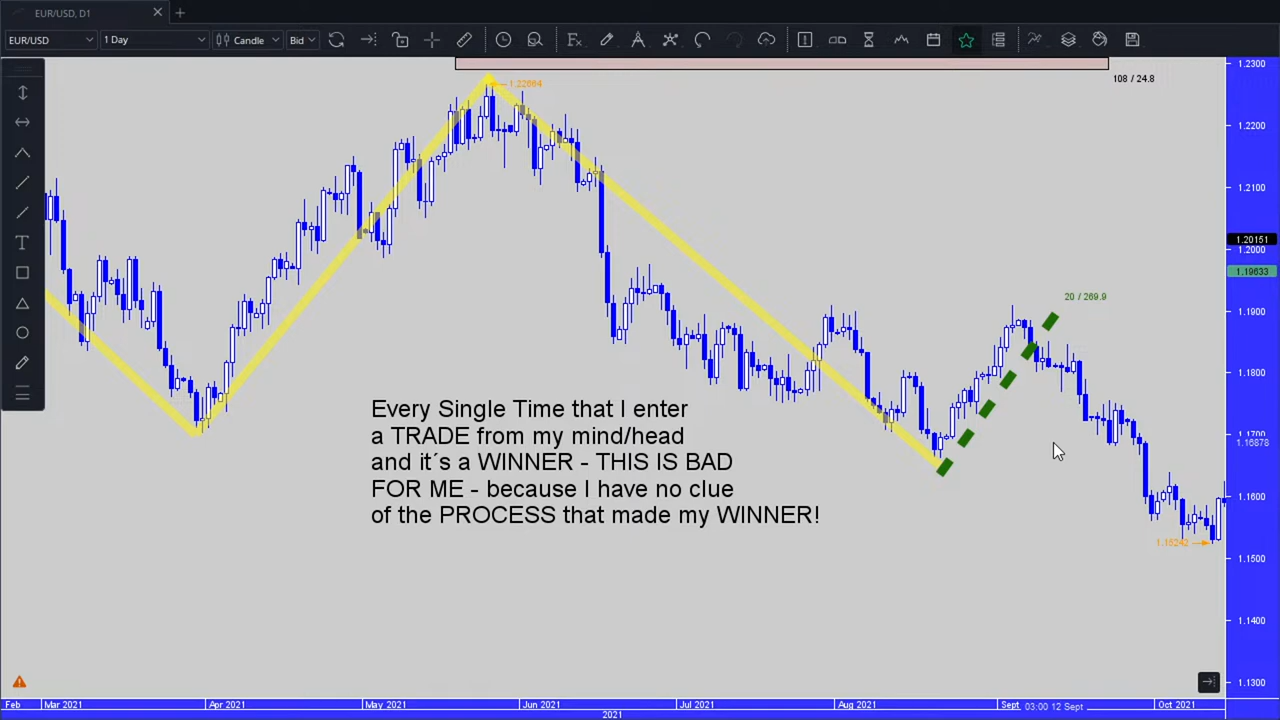 EUR/USD, D1
EUR/USD
1 Day
Candle
Bid
1.2300
108 / 24.8
1.2200
1.2100
1.20151
1.2000
1.19633
20 / 269.9
1.1900
1.1800
Every Single Time that I enter
a TRADE from my mind/head
and it´s a WINNER - THIS IS BAD
FOR ME - because I have no clue
of the PROCESS that made my WINNER!
1.1700
1.16878
1.1600
1.15242
1.1500
1.1400
1.1300
Feb Mar 2021 Apr 2021 May 2021 Jun 2021 Jul 2021 Aug 2021 Sept 03:00 12 Sept Oct 2021
2021